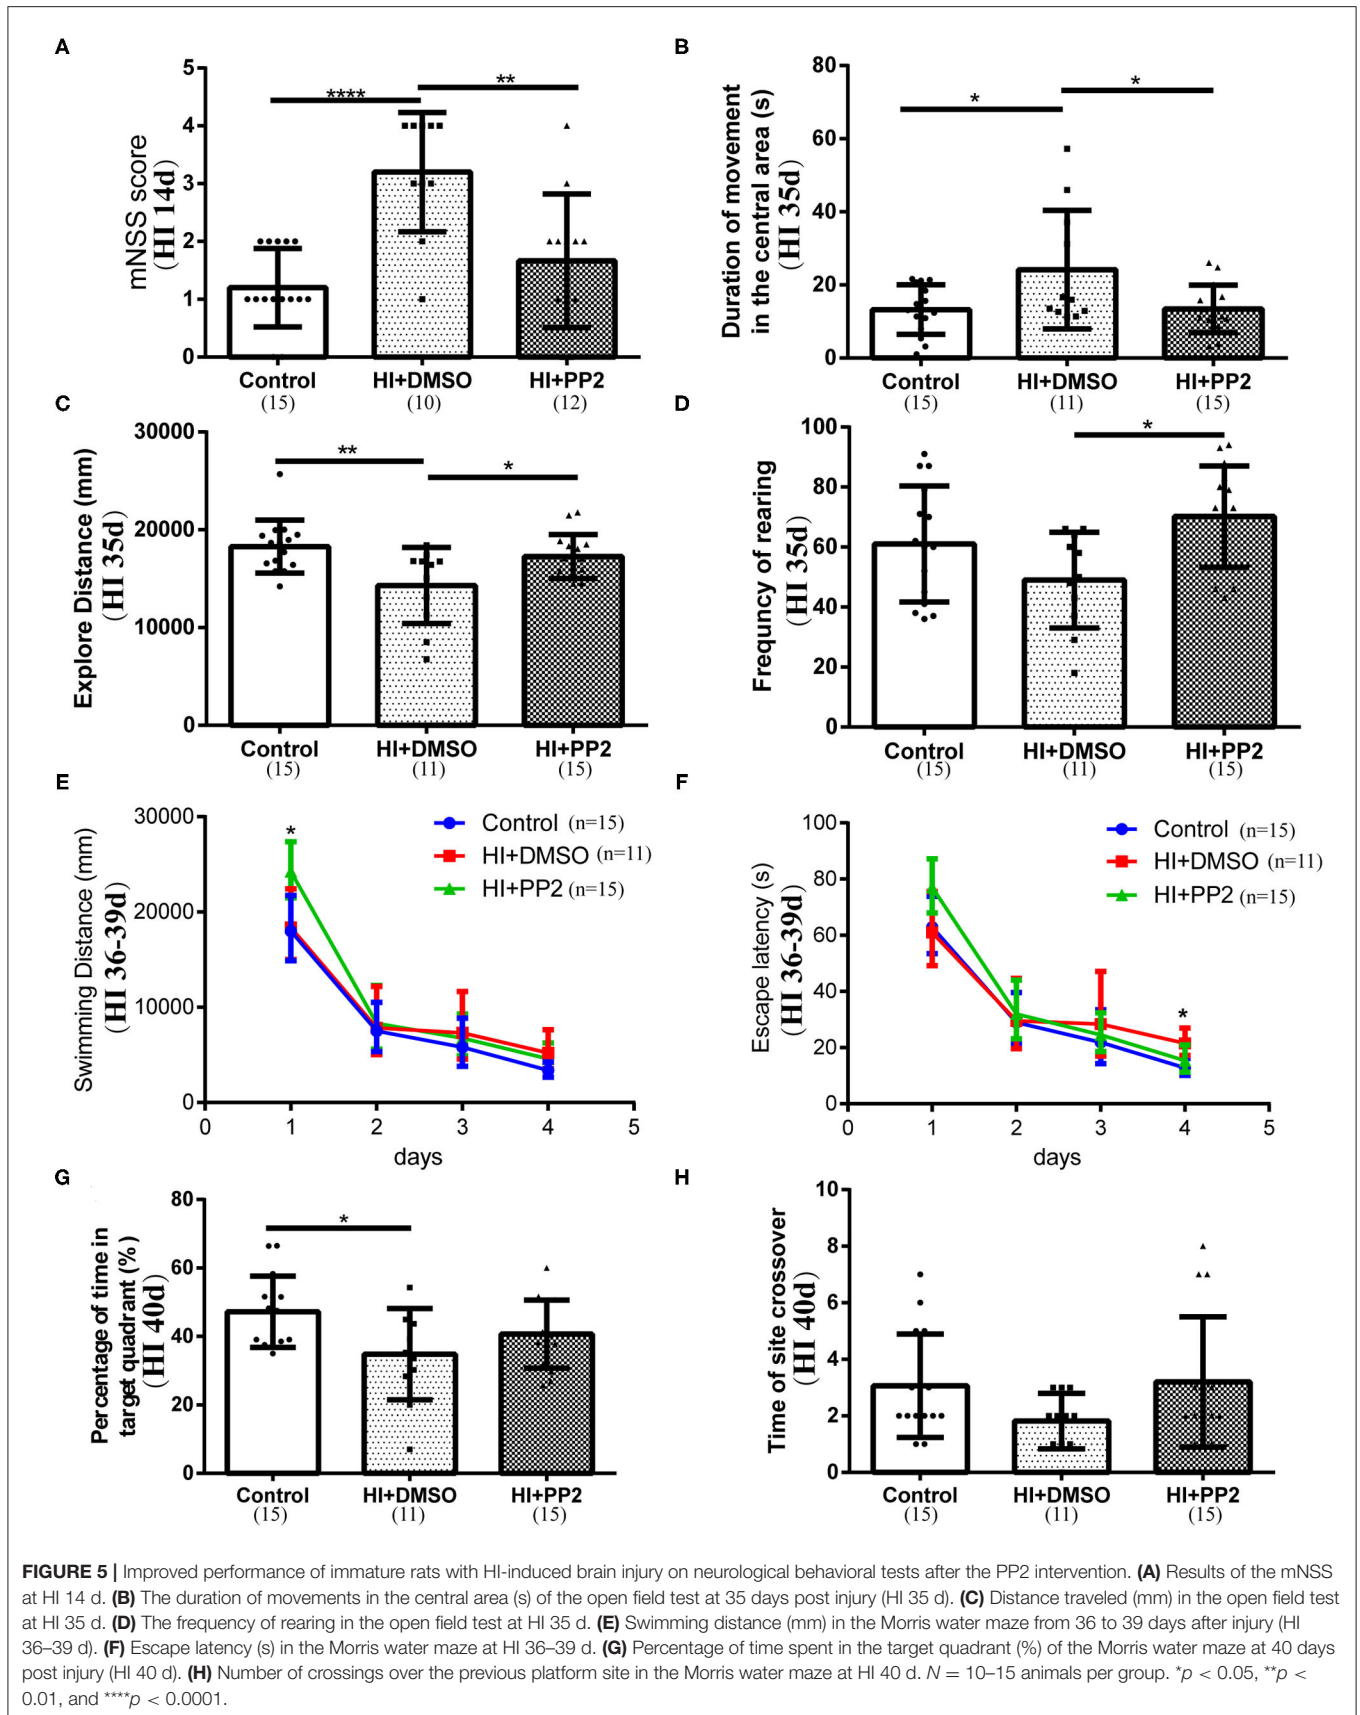 A
mNSS score
(HI 14d)
5
4
3
2
1
0
****
**
Control
HI+DMSO
HI+PP2
(15)
(10)
(12)
B
Duration of movement
in the central area (s)
(HI 35d)
80
60
40
20
0
*
*
Control
HI+DMSO
HI+PP2
(15)
(11)
(15)
C
Explore Distance (mm)
(HI 35d)
30000
20000
10000
0
**
*
Control
HI+DMSO
HI+PP2
(15)
(11)
(15)
D
Frequncy of rearing
(HI 35d)
100
80
60
40
20
0
*
Control
HI+DMSO
HI+PP2
(15)
(11)
(15)
E
Swimming Distance (mm)
(HI 36-39d)
30000
20000
10000
0
*
Control (n=15)
HI+DMSO (n=11)
HI+PP2 (n=15)
0 1 2 3 4 5
days
F
Escape latency (s)
(HI 36-39d)
100
80
60
40
20
0
*
Control (n=15)
HI+DMSO (n=11)
HI+PP2 (n=15)
0 1 2 3 4 5
days
G
Percentage of time in
target quadrant (%)
(HI 40d)
80
60
40
20
0
*
Control
HI+DMSO
HI+PP2
(15)
(11)
(15)
H
Time of site crossover
(HI 40d)
10
8
6
4
2
0
Control
HI+DMSO
HI+PP2
(15)
(11)
(15)
FIGURE 5 | Improved performance of immature rats with HI-induced brain injury on neurological behavioral tests after the PP2 intervention. (A) Results of the mNSS
at HI 14 d. (B) The duration of movements in the central area (s) of the open field test at 35 days post injury (HI 35 d). (C) Distance traveled (mm) in the open field test
at HI 35 d. (D) The frequency of rearing in the open field test at HI 35 d. (E) Swimming distance (mm) in the Morris water maze from 36 to 39 days after injury (HI
36–39 d). (F) Escape latency (s) in the Morris water maze at HI 36–39 d. (G) Percentage of time spent in the target quadrant (%) of the Morris water maze at 40 days
post injury (HI 40 d). (H) Number of crossings over the previous platform site in the Morris water maze at HI 40 d. N = 10–15 animals per group. *p < 0.05, **p <
0.01, and ****p < 0.0001.